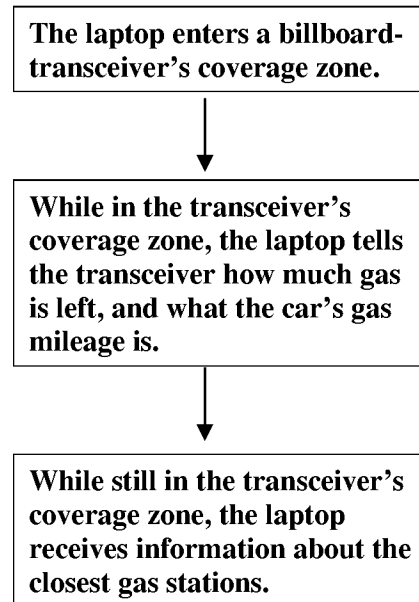 The laptop enters a billboard-
transceiver’s coverage zone.
While in the transceiver’s
coverage zone, the laptop tells
the transceiver how much gas
is left, and what the car’s gas
mileage is.
While still in the transceiver’s
coverage zone, the laptop
receives information about the
closest gas stations.